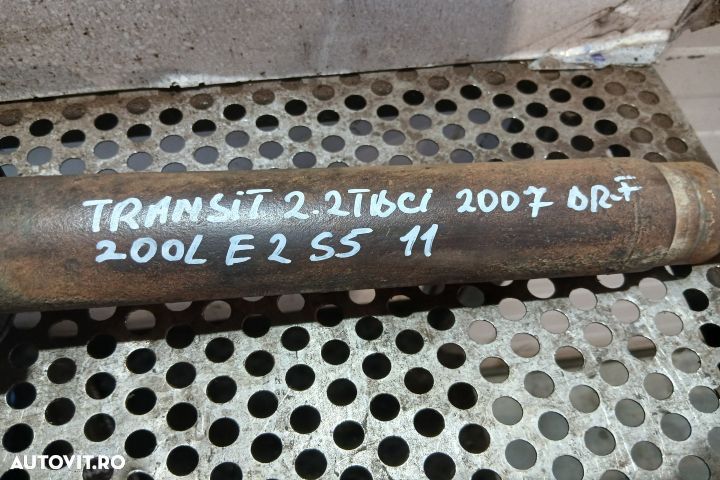 TRANSiT 2.2TDCi 2007 DR-F
200L E2 S5 11
AUTOVIT.RO